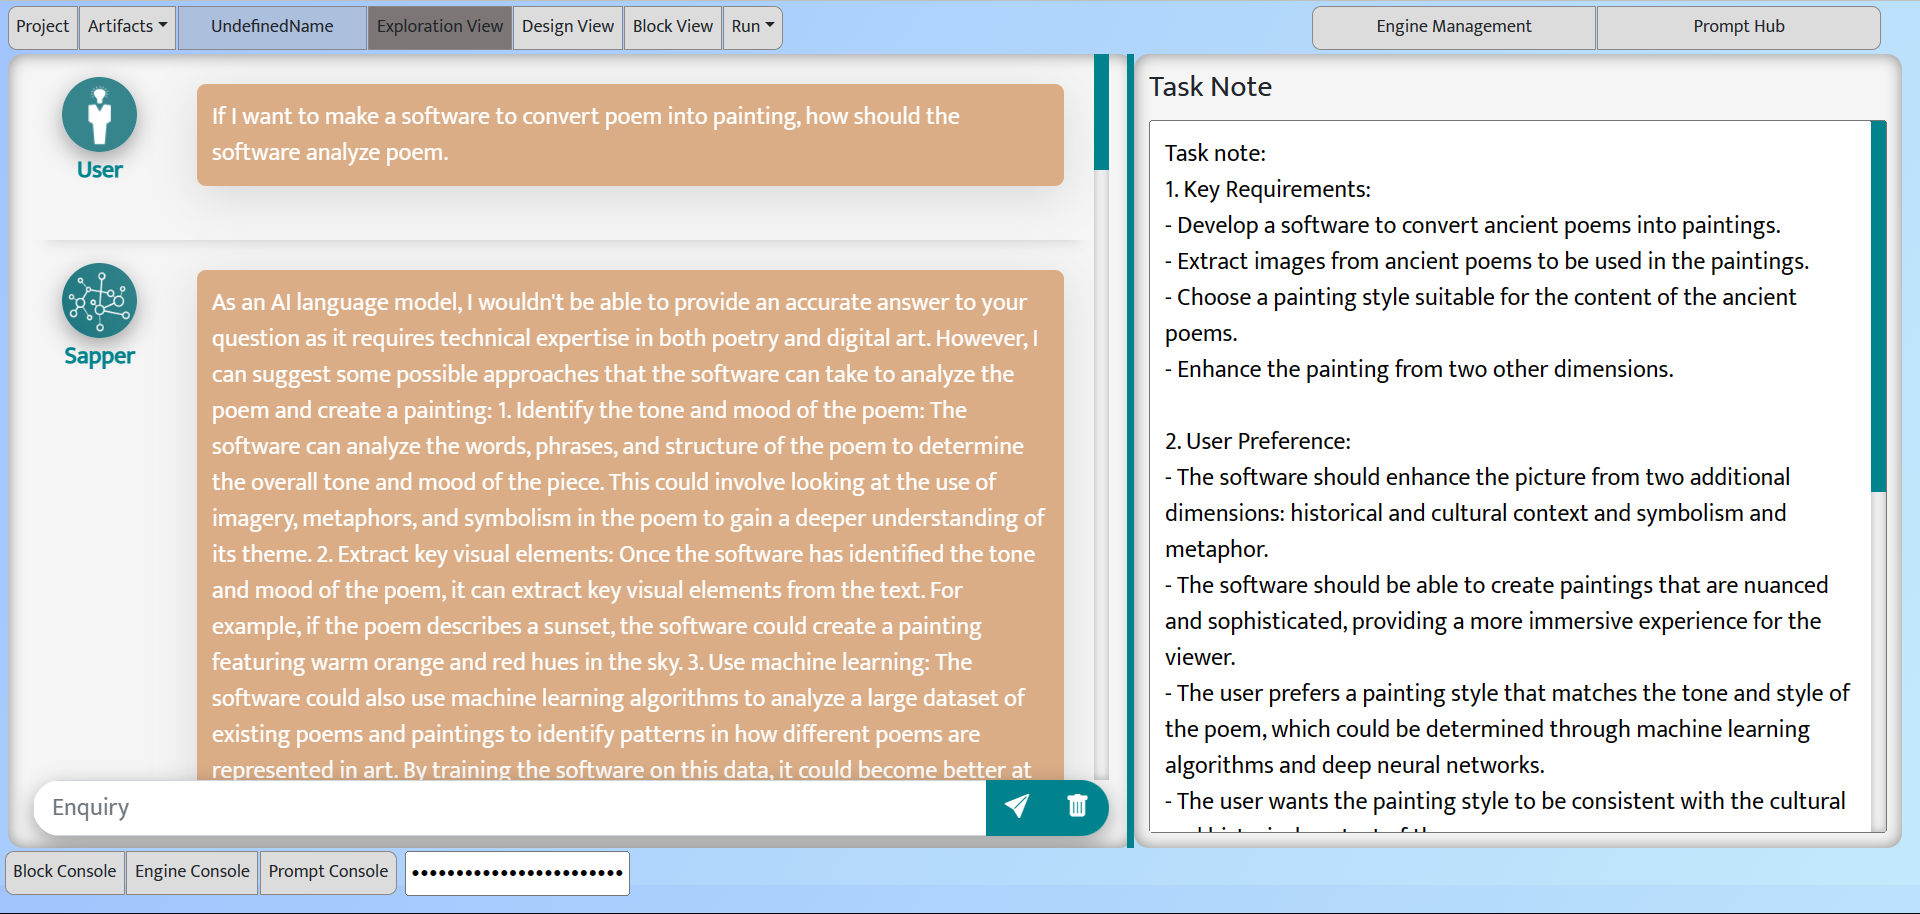 Project
Artifacts
UndefinedName
Exploration View
Design View
Block View
Run
Engine Management
Prompt Hub
User
If I want to make a software to convert poem into painting, how should the
software analyze poem.
Sapper
As an AI language model, I wouldn't be able to provide an accurate answer to your
question as it requires technical expertise in both poetry and digital art. However, I
can suggest some possible approaches that the software can take to analyze the
poem and create a painting: 1. Identify the tone and mood of the poem: The
software can analyze the words, phrases, and structure of the poem to determine
the overall tone and mood of the piece. This could involve looking at the use of
imagery, metaphors, and symbolism in the poem to gain a deeper understanding of
its theme. 2. Extract key visual elements: Once the software has identified the tone
and mood of the poem, it can extract key visual elements from the text. For
example, if the poem describes a sunset, the software could create a painting
featuring warm orange and red hues in the sky. 3. Use machine learning: The
software could also use machine learning algorithms to analyze a large dataset of
existing poems and paintings to identify patterns in how different poems are
represented in art. By training the software on this data, it could become better at
Enquiry
Task Note
Task note:
1. Key Requirements:
- Develop a software to convert ancient poems into paintings.
- Extract images from ancient poems to be used in the paintings.
- Choose a painting style suitable for the content of the ancient
poems.
- Enhance the painting from two other dimensions.
2. User Preference:
- The software should enhance the picture from two additional
dimensions: historical and cultural context and symbolism and
metaphor.
- The software should be able to create paintings that are nuanced
and sophisticated, providing a more immersive experience for the
viewer.
- The user prefers a painting style that matches the tone and style of
the poem, which could be determined through machine learning
algorithms and deep neural networks.
- The user wants the painting style to be consistent with the cultural
Block Console
Engine Console
Prompt Console